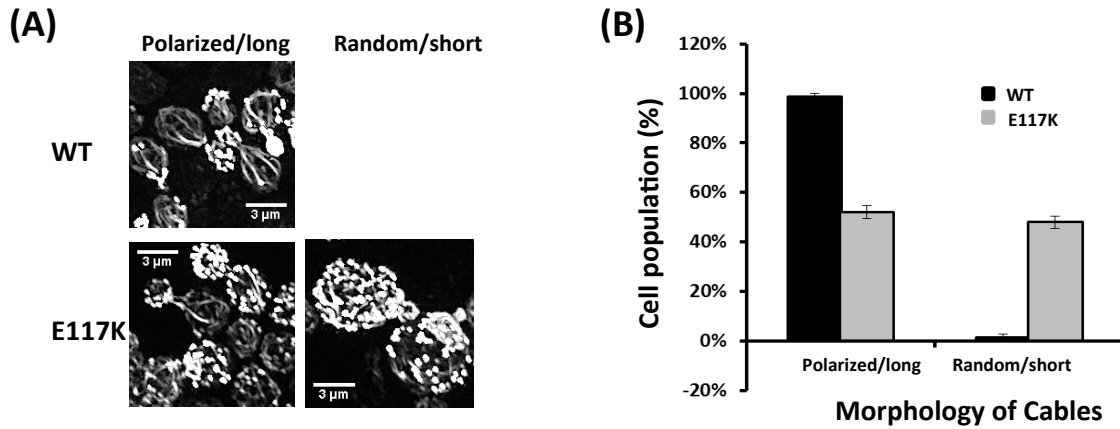 (A)
Polarized/long
Random/short
WT
3 μm
E117K
3 μm
3 μm
(B)
120%
100%
80%
60%
40%
20%
0%
-20%
Cell population (%)
WT
E117K
Polarized/long
Random/short
Morphology of Cables